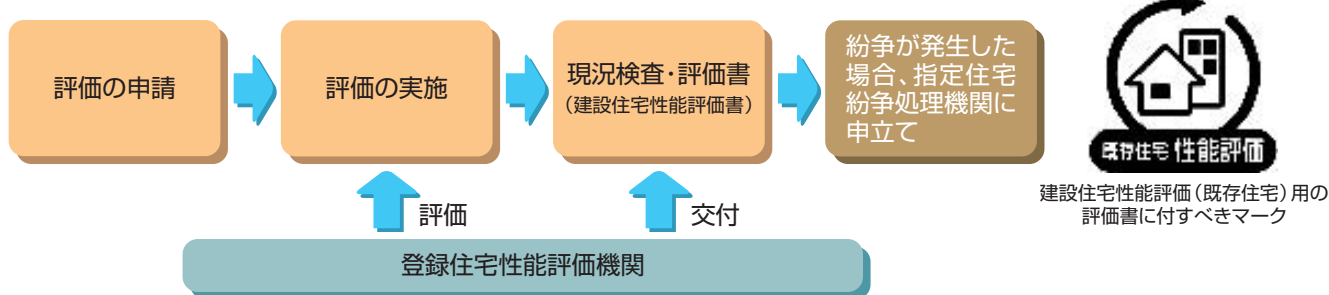 評価の申請
評価の実施
現況検査・評価書
（建設住宅性能評価書）
紛争が発生した
場合、指定住宅
紛争処理機関に
申立て
評価
交付
登録住宅性能評価機関
既存住宅 性能評価
建設住宅性能評価（既存住宅）用の
評価書に付すべきマーク